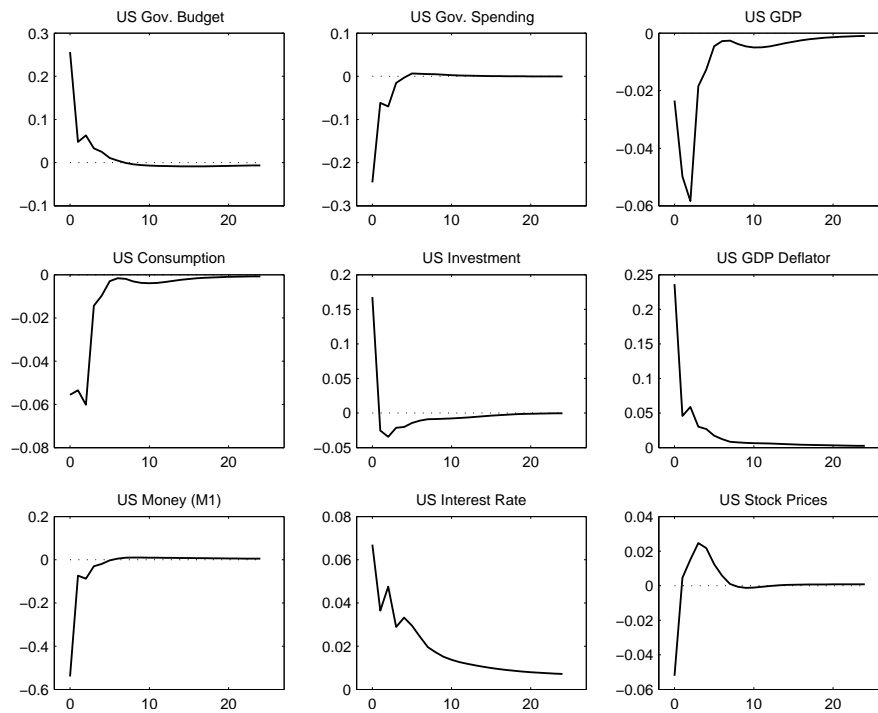 US Gov. Budget
0.3
0.2
0.1
0
−0.1
0 10 20
US Gov. Spending
0.1
0
−0.1
−0.2
−0.3
0 10 20
US GDP
0
−0.02
−0.04
−0.06
0 10 20
US Consumption
0
−0.02
−0.04
−0.06
−0.08
0 10 20
US Investment
0.2
0.15
0.1
0.05
0
−0.05
0 10 20
US GDP Deflator
0.25
0.2
0.15
0.1
0.05
0
0 10 20
US Money (M1)
0.2
0
−0.2
−0.4
−0.6
0 10 20
US Interest Rate
0.08
0.06
0.04
0.02
0
0 10 20
US Stock Prices
0.04
0.02
0
−0.02
−0.04
−0.06
0 10 20